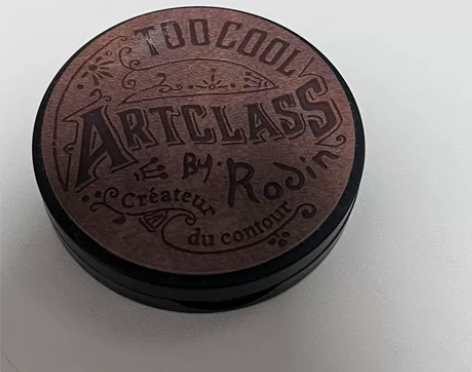 TOOCOOL
ARTCLASS
By. Rodin
Créateur
du contour